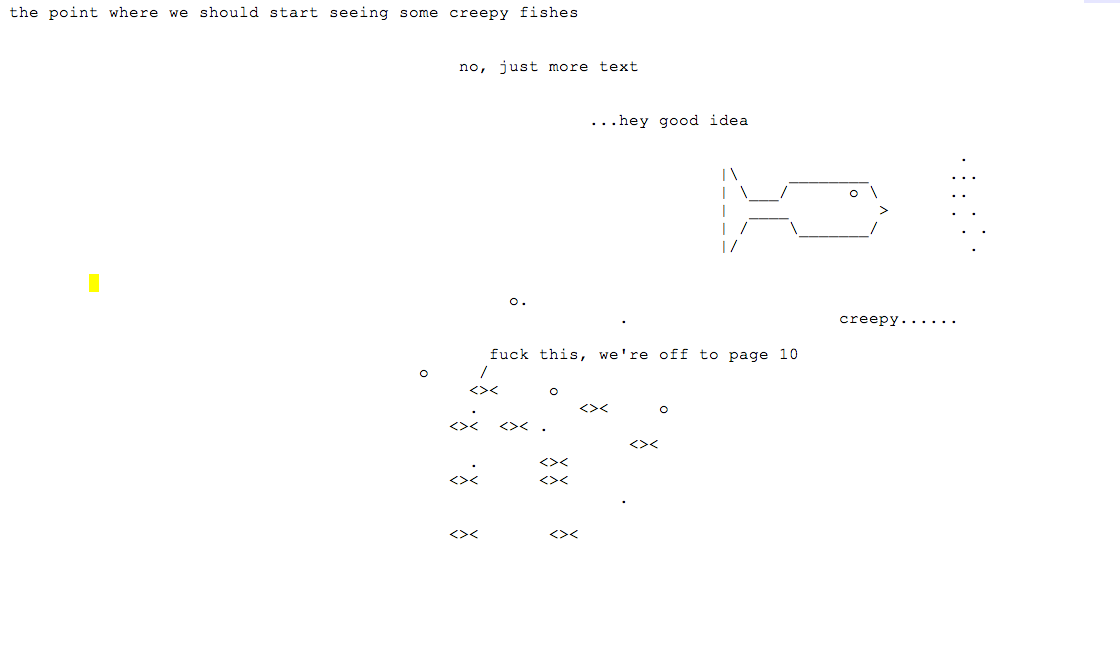 the point where we should start seeing some creepy fishes
no, just more text
...hey good idea
creepy......
fuck this, we're off to page 10